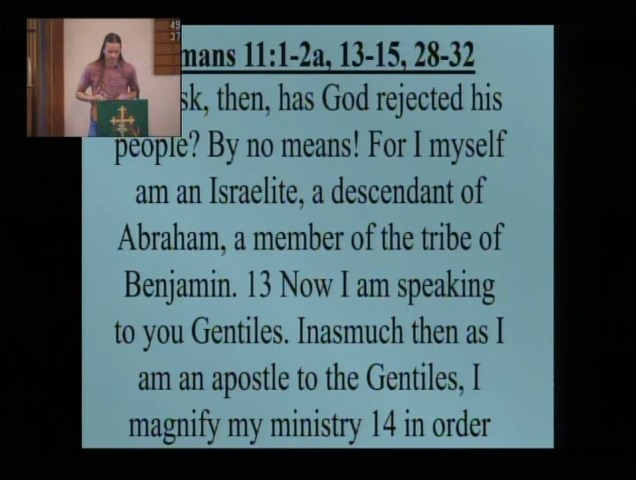 49
37
mans 11:1-2a, 13-15, 28-32
sk, then, has God rejected his
people? By no means! For I myself
am an Israelite, a descendant of
Abraham, a member of the tribe of
Benjamin. 13 Now I am speaking
to you Gentiles. Inasmuch then as I
am an apostle to the Gentiles, I
magnify my ministry 14 in order